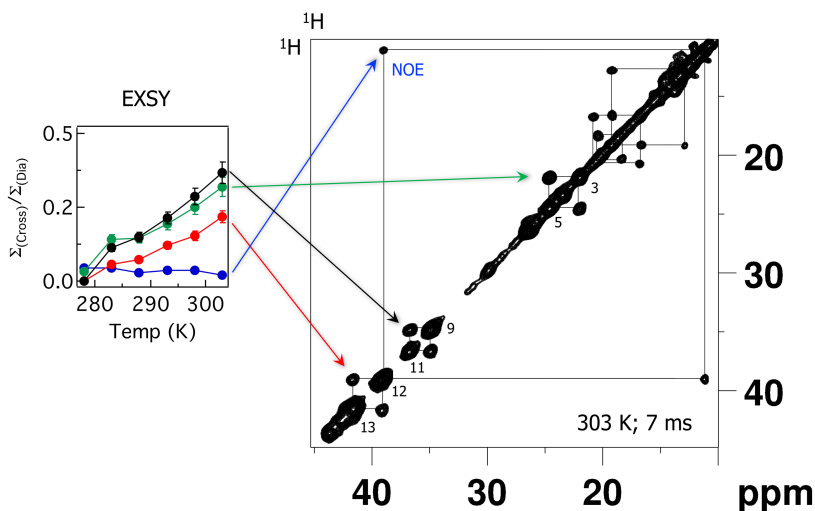 ¹H
¹H
NOE
EXSY
0.5
0.2
0.0
Σ(Cross)/Σ(Dia)
280 290 300
Temp (K)
3
5
9
11
12
13
20
30
40
303 K; 7 ms
40 30 20 ppm